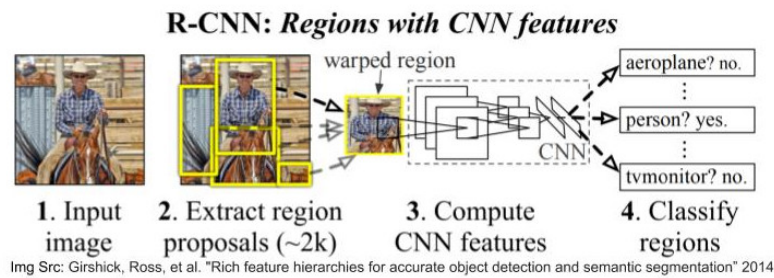 R-CNN: Regions with CNN features
warped region
aeroplane? no.
person? yes.
tvmonitor? no.
CNN
1. Input
image
2. Extract region
proposals (~2k)
3. Compute
CNN features
4. Classify
regions
Img Src: Girshick, Ross, et al. "Rich feature hierarchies for accurate object detection and semantic segmentation" 2014